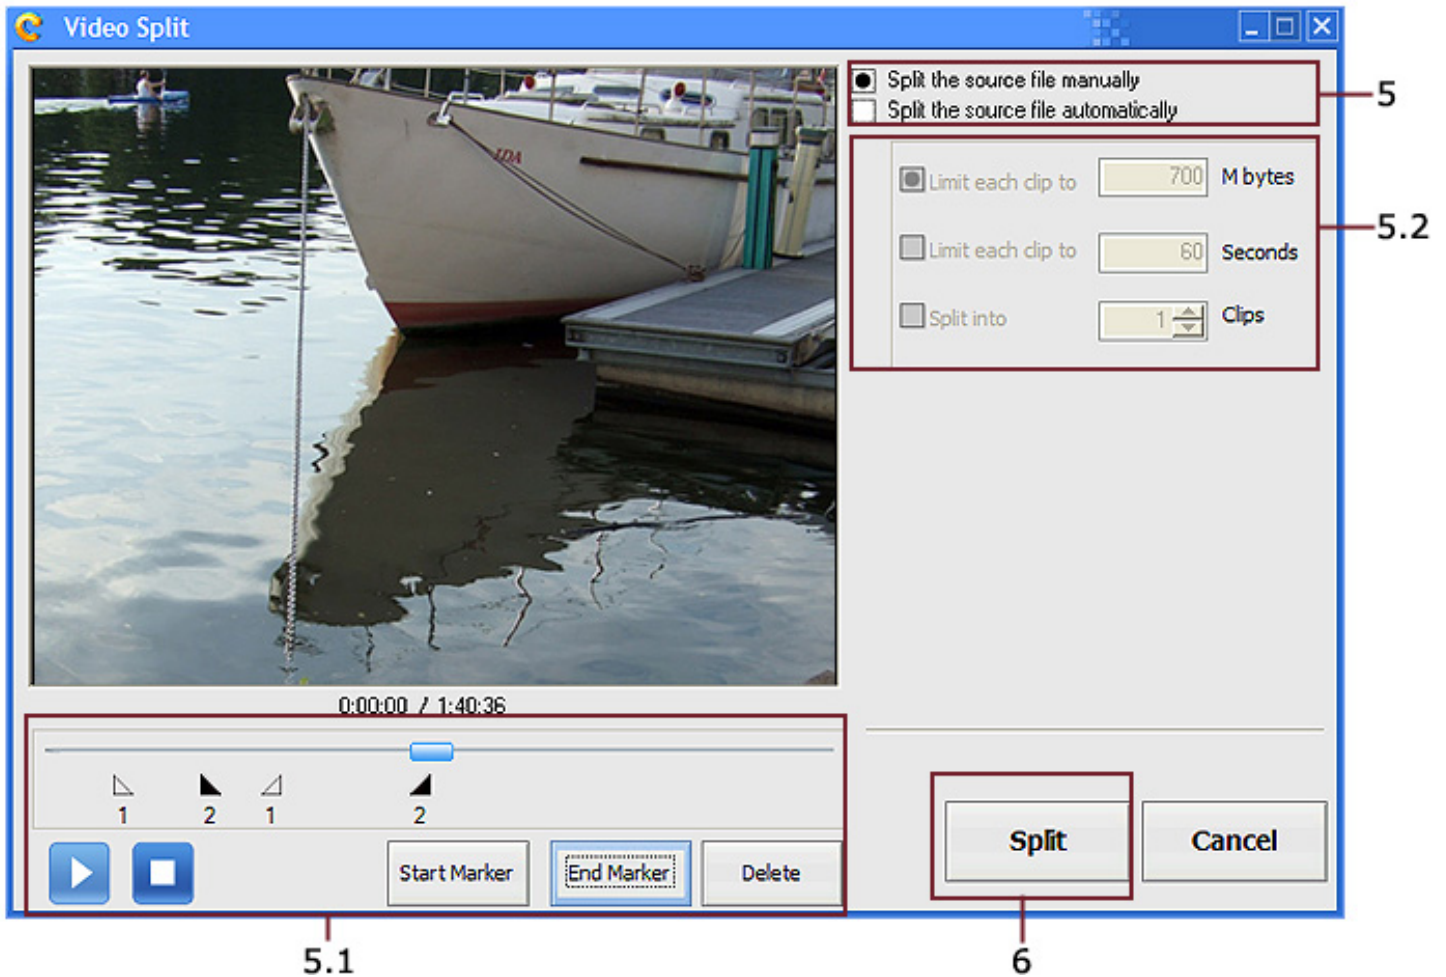 Video Split
Split the source file manually
5
Split the source file automatically
Limit each clip to 700 M bytes
5.2
Limit each clip to 60 Seconds
Split into 1 Clips
IDA
0:00:00 / 1:40:36
1 2 1 2
Start Marker End Marker Delete
Split Cancel
5.1
6